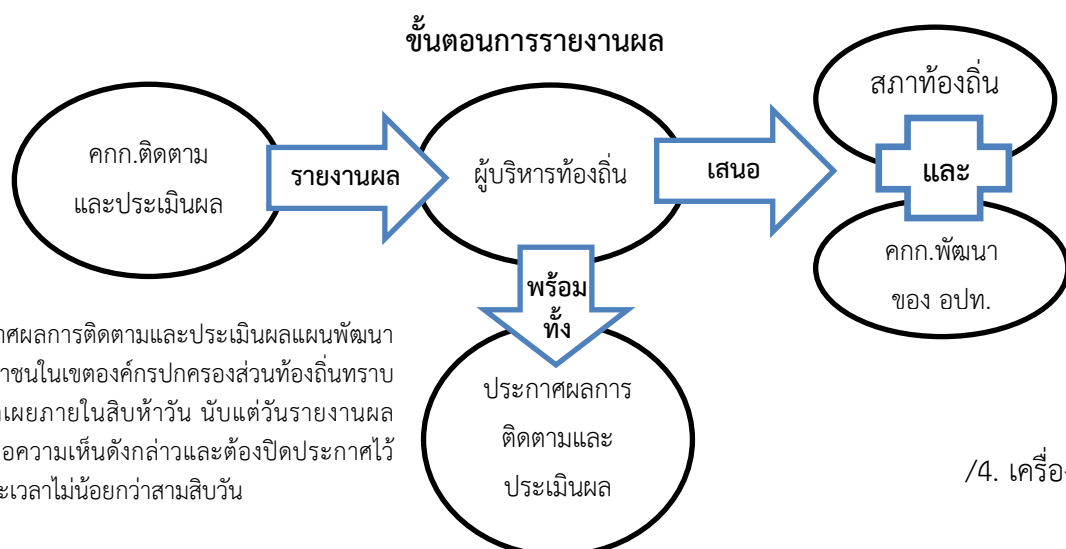 ขั้นตอนการรายงานผล
คกก.ติดตาม
และประเมินผล
รายงานผล
ผู้บริหารท้องถิ่น
เสนอ
สภาท้องถิ่น
และ
คกก.พัฒนา
ของ อปท.
พร้อม
ทั้ง
ประกาศผลการ
ติดตามและ
ประเมินผล
ผลการติดตามและประเมินผลแผนพัฒนา
ในเขตองค์กรปกครองส่วนท้องถิ่นทราบ
ภายในสิบห้าวัน นับแต่วันรายงานผล
ความเห็นดังกล่าวและต้องปิดประกาศไว้
เวลาไม่น้อยกว่าสามสิบวัน
/4.